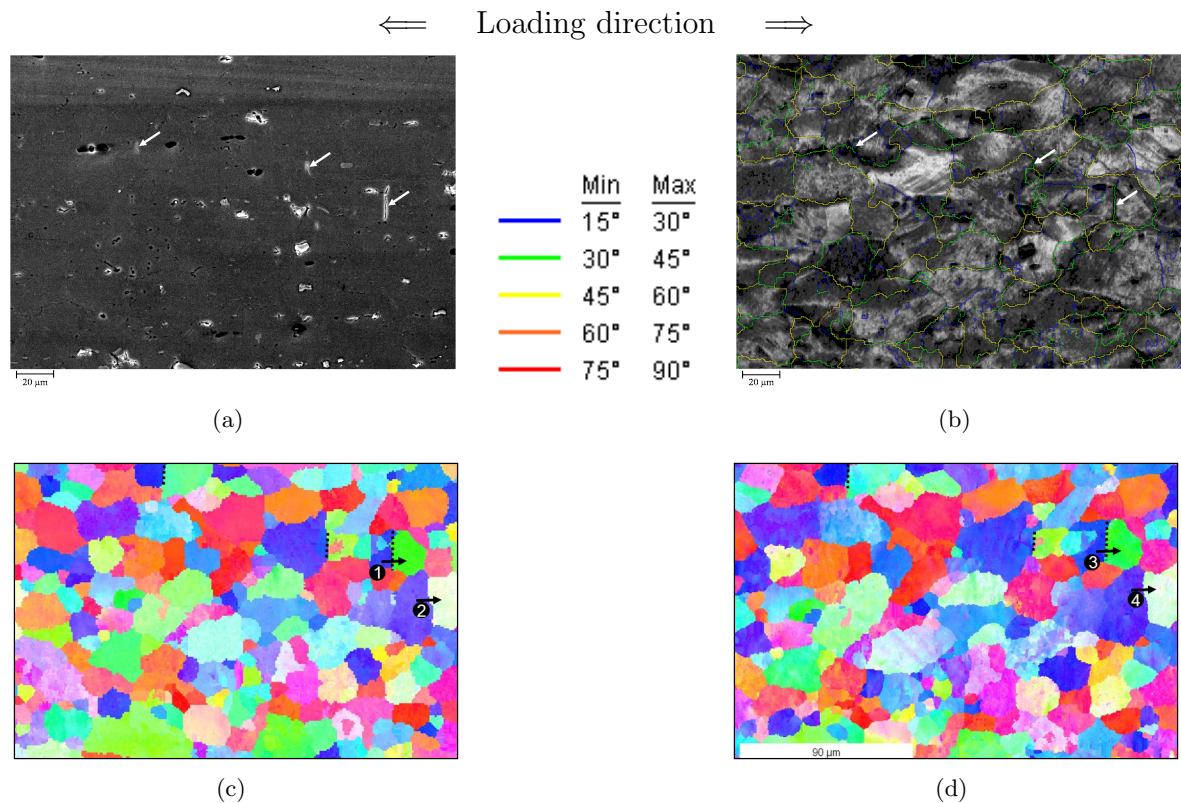 ⇐ Loading direction ⇒
Min Max
15° 30°
30° 45°
45° 60°
60° 75°
75° 90°
20 µm
20 µm
(a)
(b)
1
2
3
4
90 µm
(c)
(d)